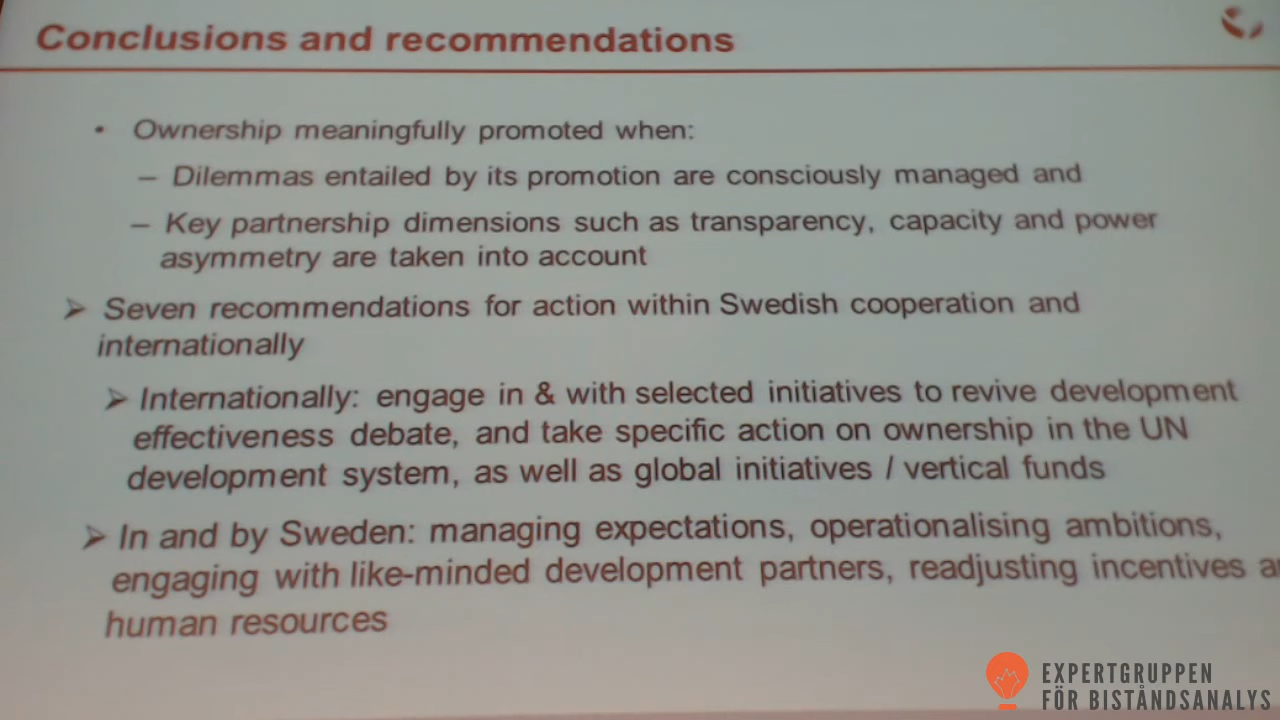 Conclusions and recommendations
• Ownership meaningfully promoted when:
– Dilemmas entailed by its promotion are consciously managed and
– Key partnership dimensions such as transparency, capacity and power
asymmetry are taken into account
➢ Seven recommendations for action within Swedish cooperation and
internationally
➢ Internationally: engage in & with selected initiatives to revive development
effectiveness debate, and take specific action on ownership in the UN
development system, as well as global initiatives / vertical funds
➢ In and by Sweden: managing expectations, operationalising ambitions,
engaging with like-minded development partners, readjusting incentives
human resources
EXPERTGRUPPEN
FÖR BISTÅNDSANALYS